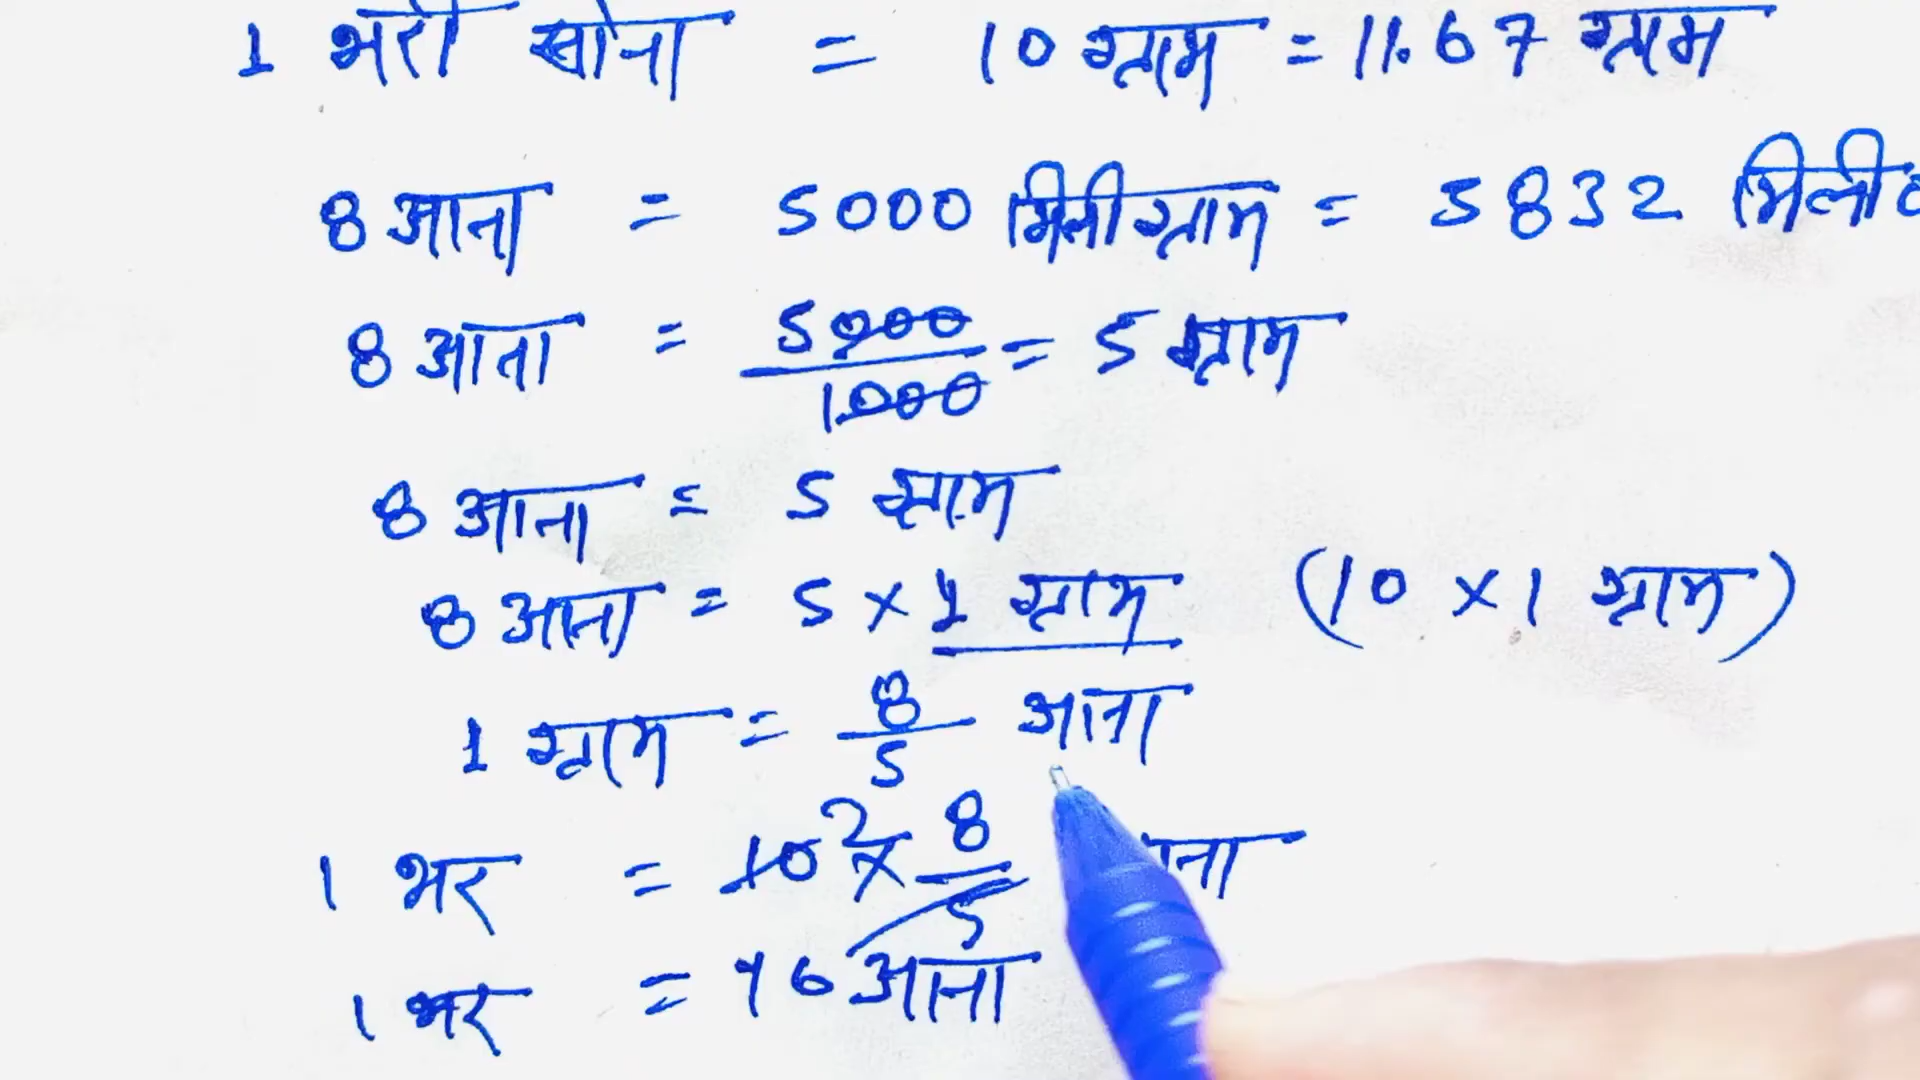 1 भरी सोना = 10 ग्राम = 11.67 ग्राम
8 आना = 5000 मिलीग्राम = 5832 मिली
8 आना = 5000/1000 = 5 ग्राम
8 आना = 5 ग्राम
8 आना = 5 × 1 ग्राम (10 × 1 ग्राम)
1 ग्राम = 8/5 आना
1 भर = 10 2 × 8/5
1 भर = 16 आना